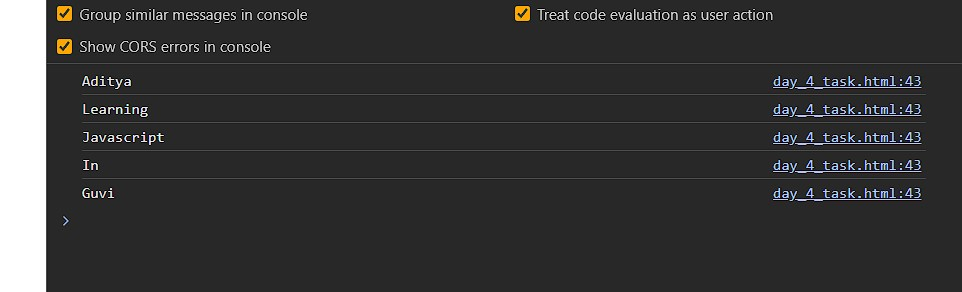 Group similar messages in console Treat code evaluation as user action
Show CORS errors in console
Aditya day_4_task.html:43
Learning day_4_task.html:43
Javascript day_4_task.html:43
In day_4_task.html:43
Guvi day_4_task.html:43
>